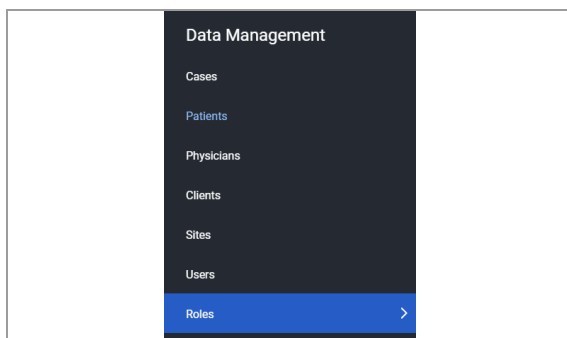 Data Management
Cases
Patients
Physicians
Clients
Sites
Users
Roles